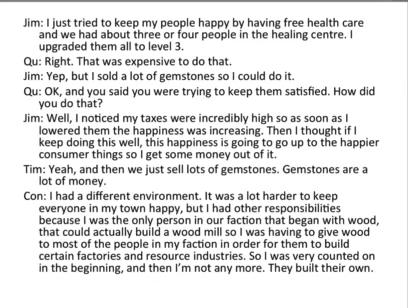 Jim: I just tried to keep my people happy by having free health care
and we had about three or four people in the healing centre. I
upgraded them all to level 3.
Qu: Right. That was expensive to do that.
Jim: Yep, but I sold a lot of gemstones so I could do it.
Qu: OK, and you said you were trying to keep them satisfied. How did
you do that?
Jim: Well, I noticed my taxes were incredibly high so as soon as I
lowered them the happiness was increasing. Then I thought if I
keep doing this well, this happiness is going to go up to the happier
consumer things so I get some money out of it.
Tim: Yeah, and then we just sell lots of gemstones. Gemstones are a
lot of money.
Con: I had a different environment. It was a lot harder to keep
everyone in my town happy, but I had other responsibilities
because I was the only person in our faction that began with wood,
that could actually build a wood mill so I was having to give wood
to most of the people in my faction in order for them to build
certain factories and resource industries. So I was very counted on
in the beginning, and then I'm not any more. They built their own.